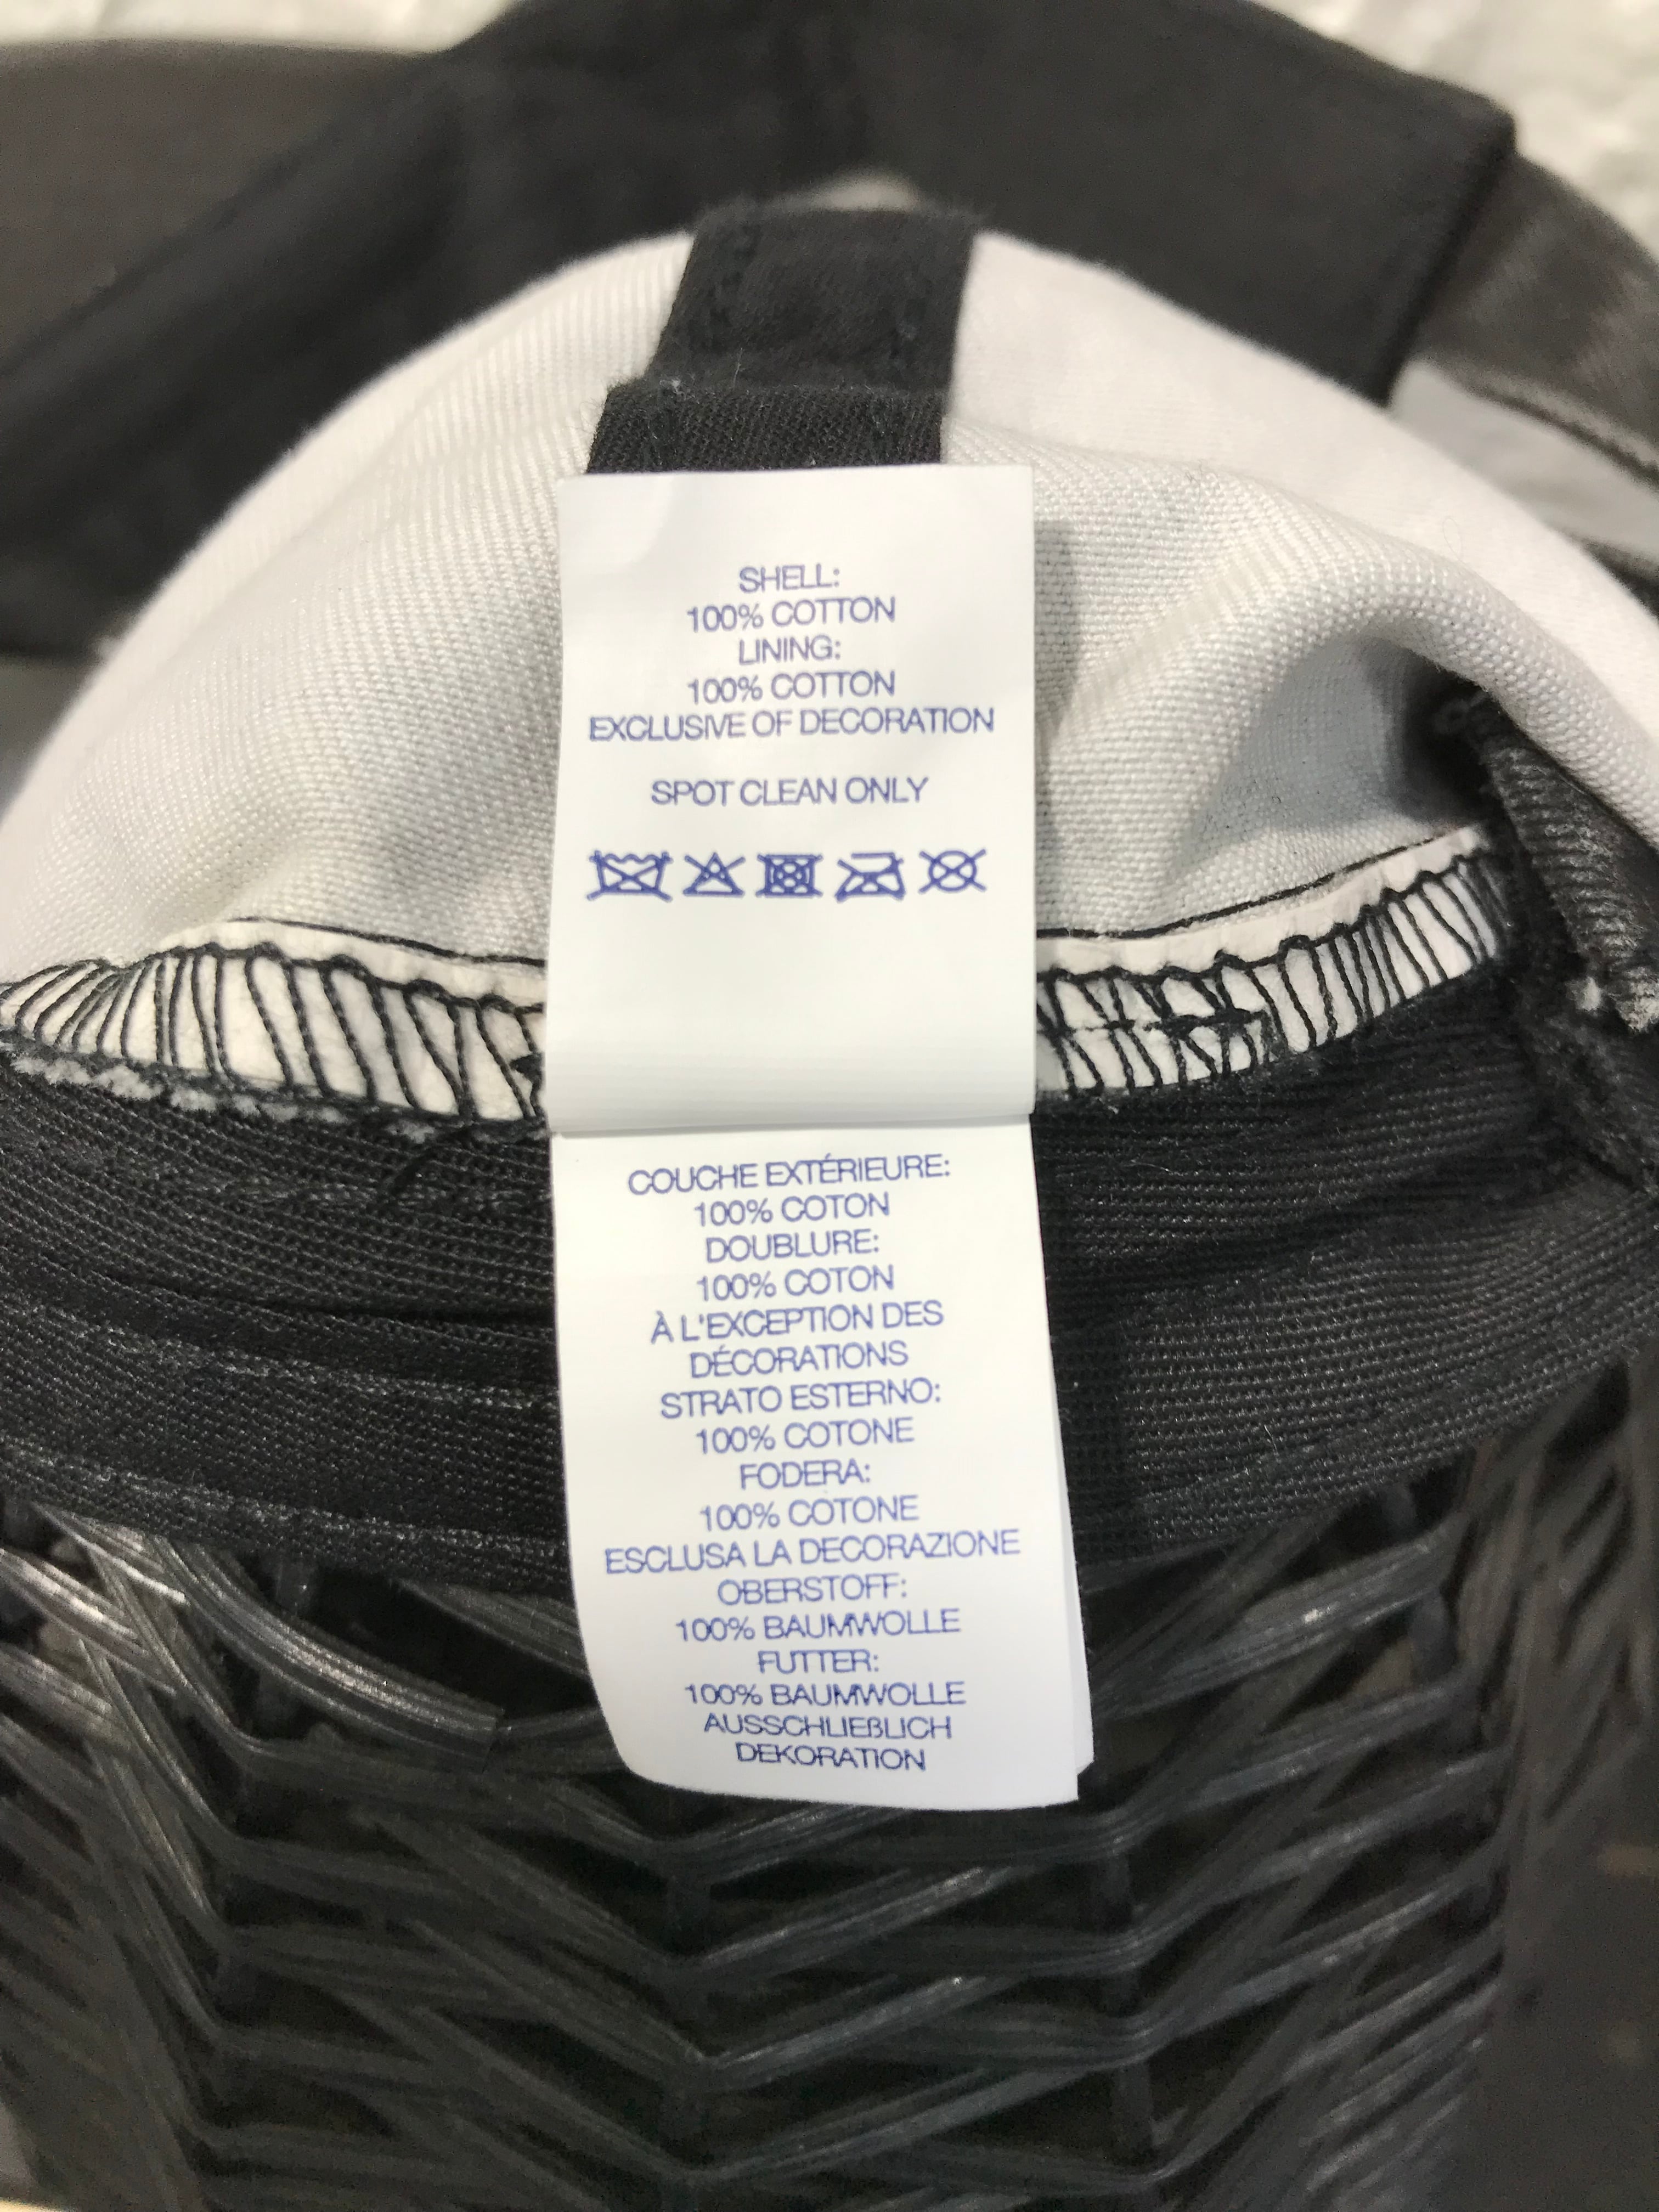 SHELL:
100% COTTON
LINING:
100% COTTON
EXCLUSIVE OF DECORATION
SPOT CLEAN ONLY
COUCHE EXTÉRIEURE:
100% COTON
DOUBLURE:
100% COTON
À L'EXCEPTION DES
DÉCORATIONS
STRATO ESTERNO:
100% COTONE
FODERA:
100% COTONE
ESCLUSA LA DECORAZIONE
OBERSTOFF:
100% BAUMWOLLE
FUTTER:
100% BAUMWOLLE
AUSSCHLIEßLICH
DEKORATION